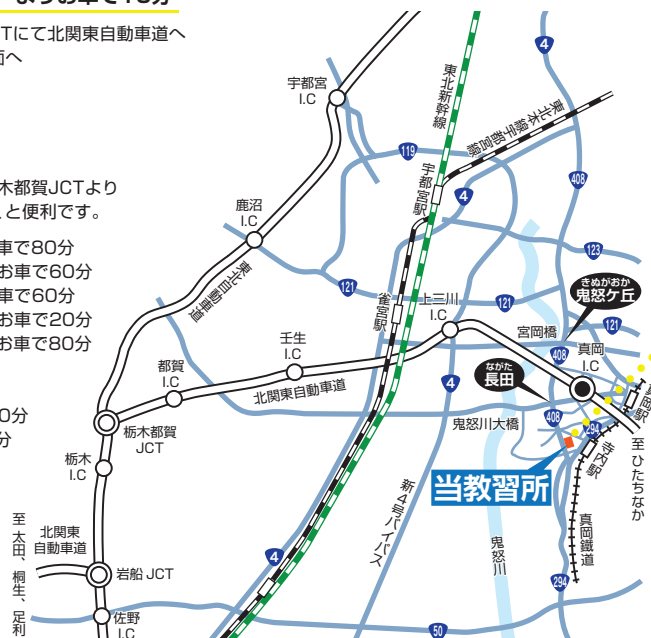 よりお車で15分
JCTにて北関東自動車道へ
面へ
木都賀JCTより
と便利です。
車で80分
お車で60分
車で60分
お車で20分
お車で80分
0分
分
宇都宮
I.C
鹿沼
I.C
東北自動車道
都賀
I.C
壬生
I.C
北関東自動車道
栃木都賀
JCT
栃木
I.C
北関東
自動車道
至 太田、桐生、足利
岩船 JCT
佐野
I.C
東北新幹線
東北本線宇都宮線
宇都宮駅
雀宮駅
上三川
I.C
宮岡橋
きぬがおか
鬼怒ケ丘
真岡
I.C
ながた
長田
鬼怒川大橋
当教習所
新4号バイパス
鬼怒川
真岡鐵道
寺内駅
真岡駅
至 ひたちなか
4
119
4
408
123
121
121
121
408
4
408
294
4
294
50